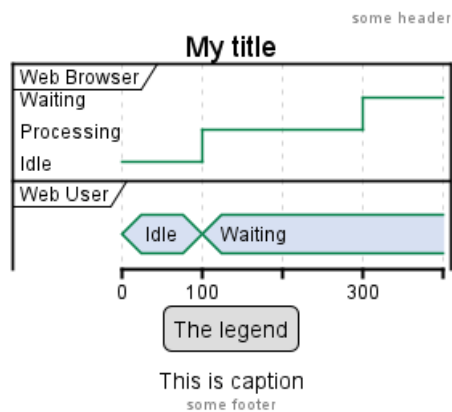 some header
My title
Web Browser
Waiting
Processing
Idle
Web User
Idle Waiting
0 100 300
The legend
This is caption
some footer